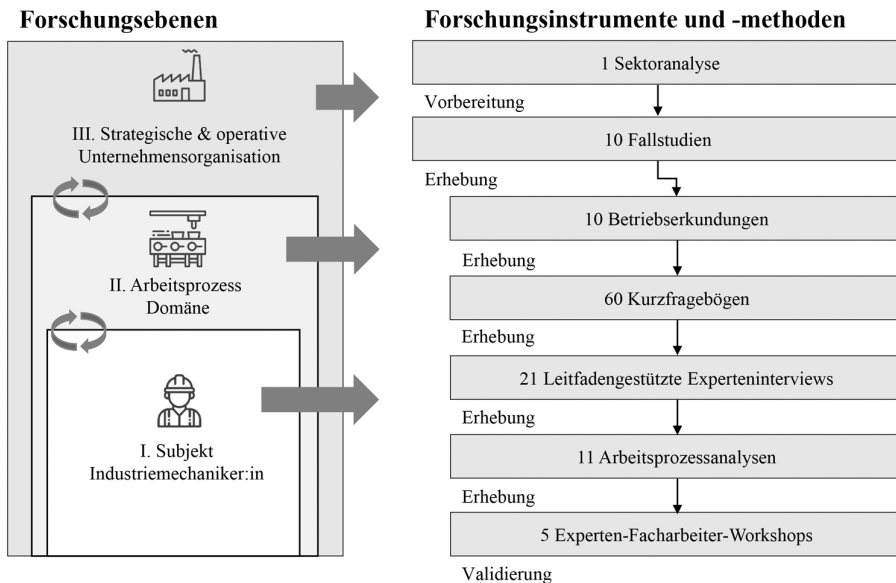 Forschungsebenen
III. Strategische & operative
Unternehmensorganisation
II. Arbeitsprozess
Domäne
I. Subjekt
Industriemechaniker:in
Forschungsinstrumente und -methoden
1 Sektoranalyse
Vorbereitung
10 Fallstudien
Erhebung
10 Betriebserkundungen
Erhebung
60 Kurzfragebögen
Erhebung
21 Leitfadengestützte Experteninterviews
Erhebung
11 Arbeitsprozessanalysen
Erhebung
5 Experten-Facharbeiter-Workshops
Validierung